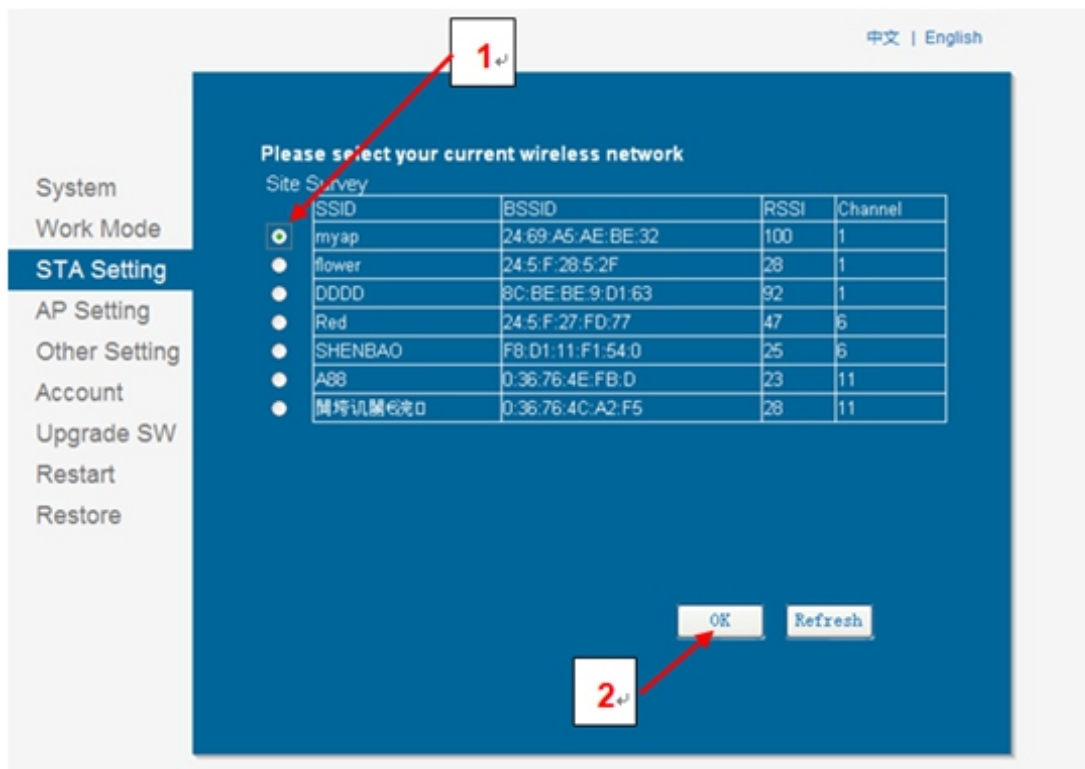 1
中文 | English
Please select your current wireless network
Site Survey
SSID BSSID RSSI Channel
myap 24:69:A5:AE:BE:32 100 1
flower 24:5:F:28:5:2F 28 1
DDDD 8C:BE:BE:9:D1:63 92 1
Red 24:5:F:27:FD:77 47 6
SHENBAO F8:D1:11:F1:54:0 25 6
A88 0:36:76:4E:FB:D 23 11
0:36:76:4C:A2:F5 28 11
System
Work Mode
STA Setting
AP Setting
Other Setting
Account
Upgrade SW
Restart
Restore
OK Refresh
2